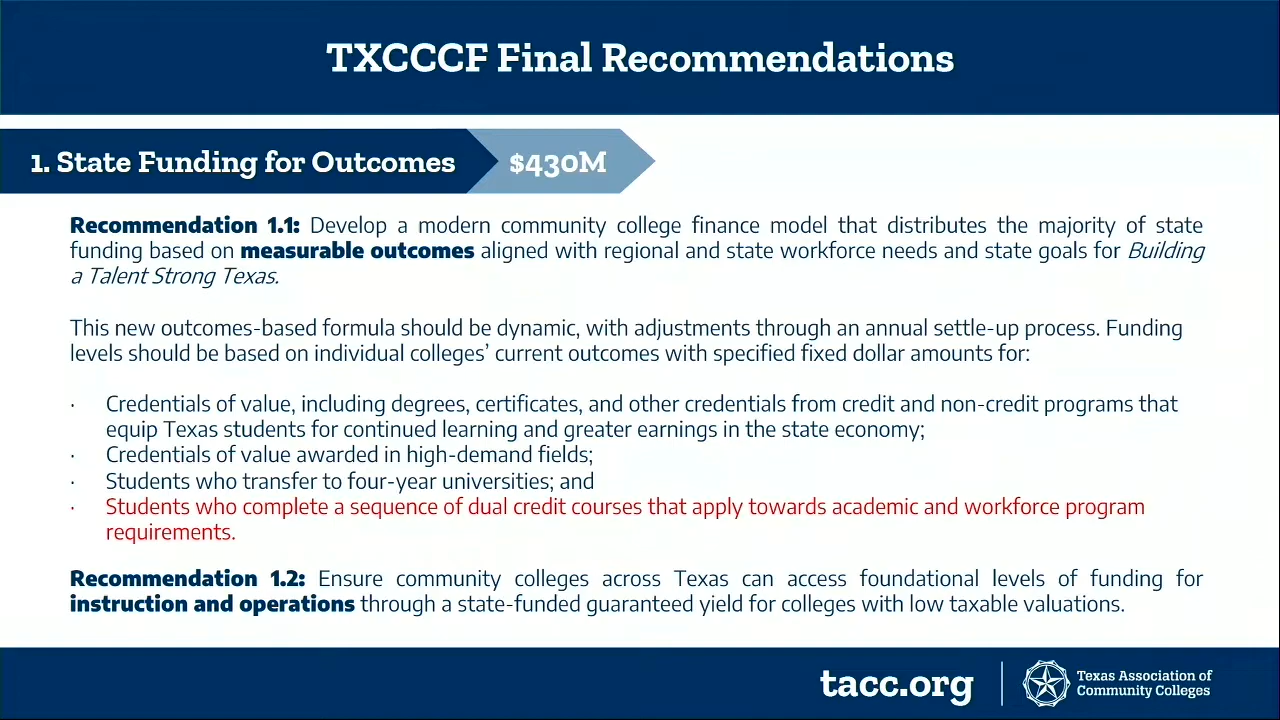 TXCCCF Final Recommendations
1. State Funding for Outcomes
$430M
Recommendation 1.1: Develop a modern community college finance model that distributes the majority of state
funding based on measurable outcomes aligned with regional and state workforce needs and state goals for Building
a Talent Strong Texas.
This new outcomes-based formula should be dynamic, with adjustments through an annual settle-up process. Funding
levels should be based on individual colleges' current outcomes with specified fixed dollar amounts for:
· Credentials of value, including degrees, certificates, and other credentials from credit and non-credit programs that
equip Texas students for continued learning and greater earnings in the state economy;
· Credentials of value awarded in high-demand fields;
· Students who transfer to four-year universities; and
· Students who complete a sequence of dual credit courses that apply towards academic and workforce program
requirements.
Recommendation 1.2: Ensure community colleges across Texas can access foundational levels of funding for
instruction and operations through a state-funded guaranteed yield for colleges with low taxable valuations.
tacc.org
Texas Association of
Community Colleges